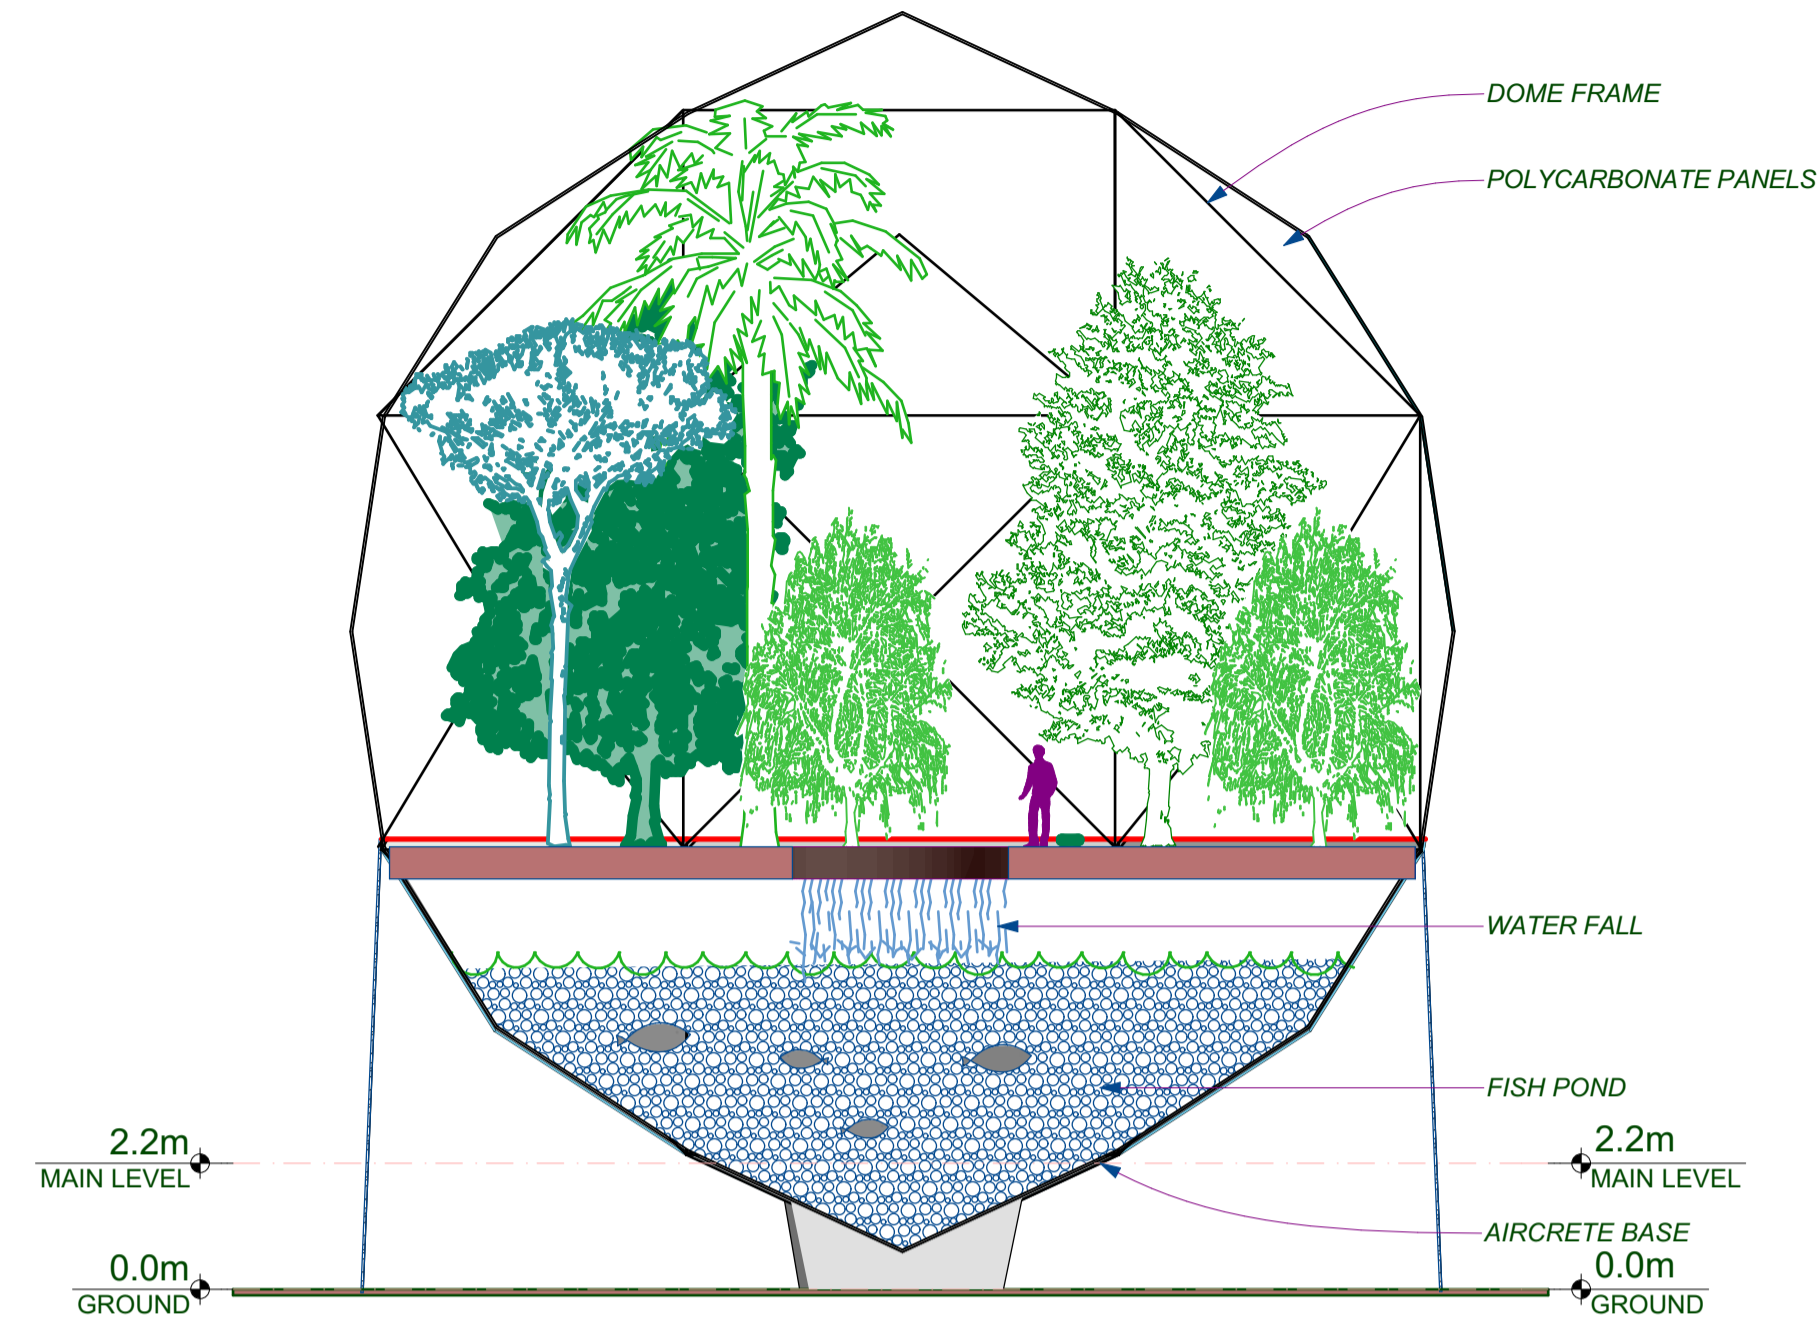 DOME FRAME
POLYCARBONATE PANELS
WATER FALL
FISH POND
2.2m
MAIN LEVEL
2.2m
MAIN LEVEL
AIRCRETE BASE
0.0m
GROUND
0.0m
GROUND